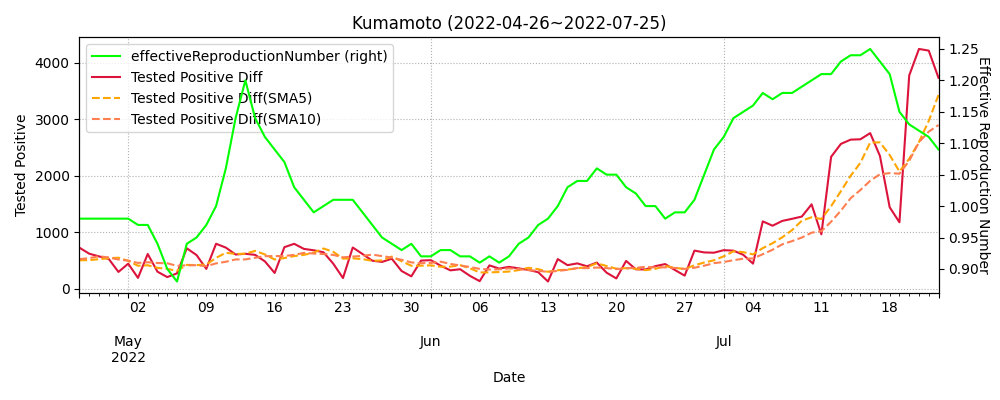 Kumamoto (2022-04-26~2022-07-25)
effectiveReproductionNumber (right)
Tested Positive Diff
Tested Positive Diff(SMA5)
Tested Positive Diff(SMA10)
Tested Positive
4000
3000
2000
1000
0
1.25
1.20
1.15
1.10
1.05
1.00
0.95
0.90
Effective Reproduction Number
02 09 16 23 30 06 13 20 27 04 11 18
May Jun Jul
2022
Date